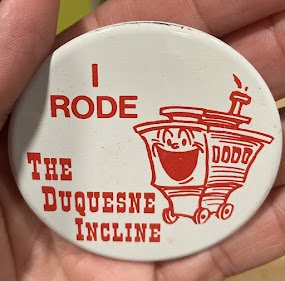 I
RODE
THE
DUQUESNE
INCLINE